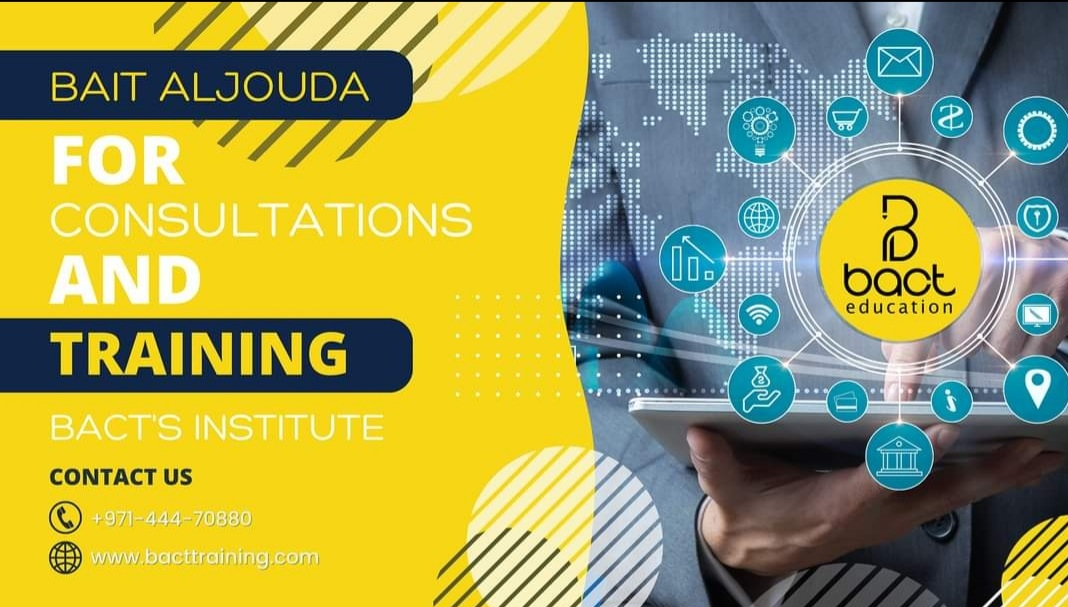 BAIT ALJOUDA
FOR
CONSULTATIONS
AND
TRAINING
BACT'S INSTITUTE
CONTACT US
+971-444-70880
www.bacttraining.com
bact
education